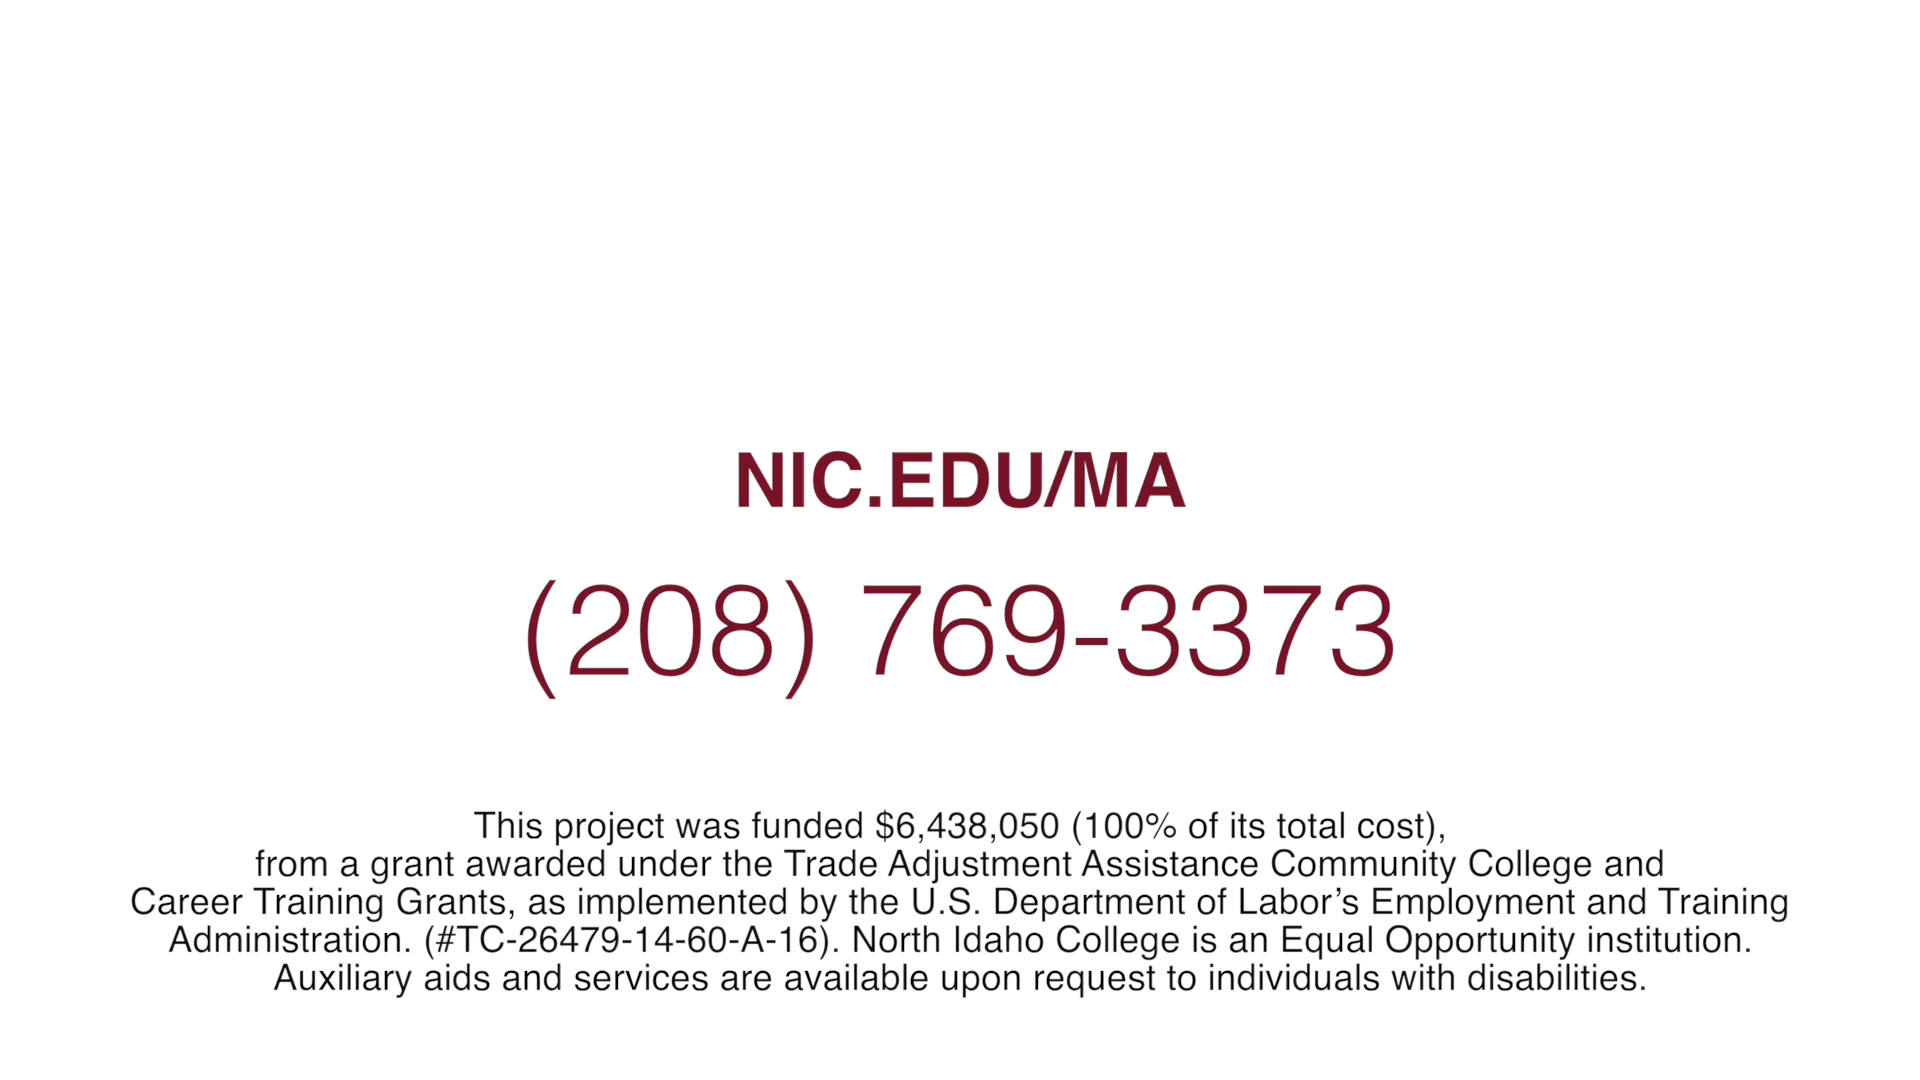 NIC.EDU/MA
(208) 769-3373
This project was funded $6,438,050 (100% of its total cost),
from a grant awarded under the Trade Adjustment Assistance Community College and
Career Training Grants, as implemented by the U.S. Department of Labor’s Employment and Training
Administration. (#TC-26479-14-60-A-16). North Idaho College is an Equal Opportunity institution.
Auxiliary aids and services are available upon request to individuals with disabilities.